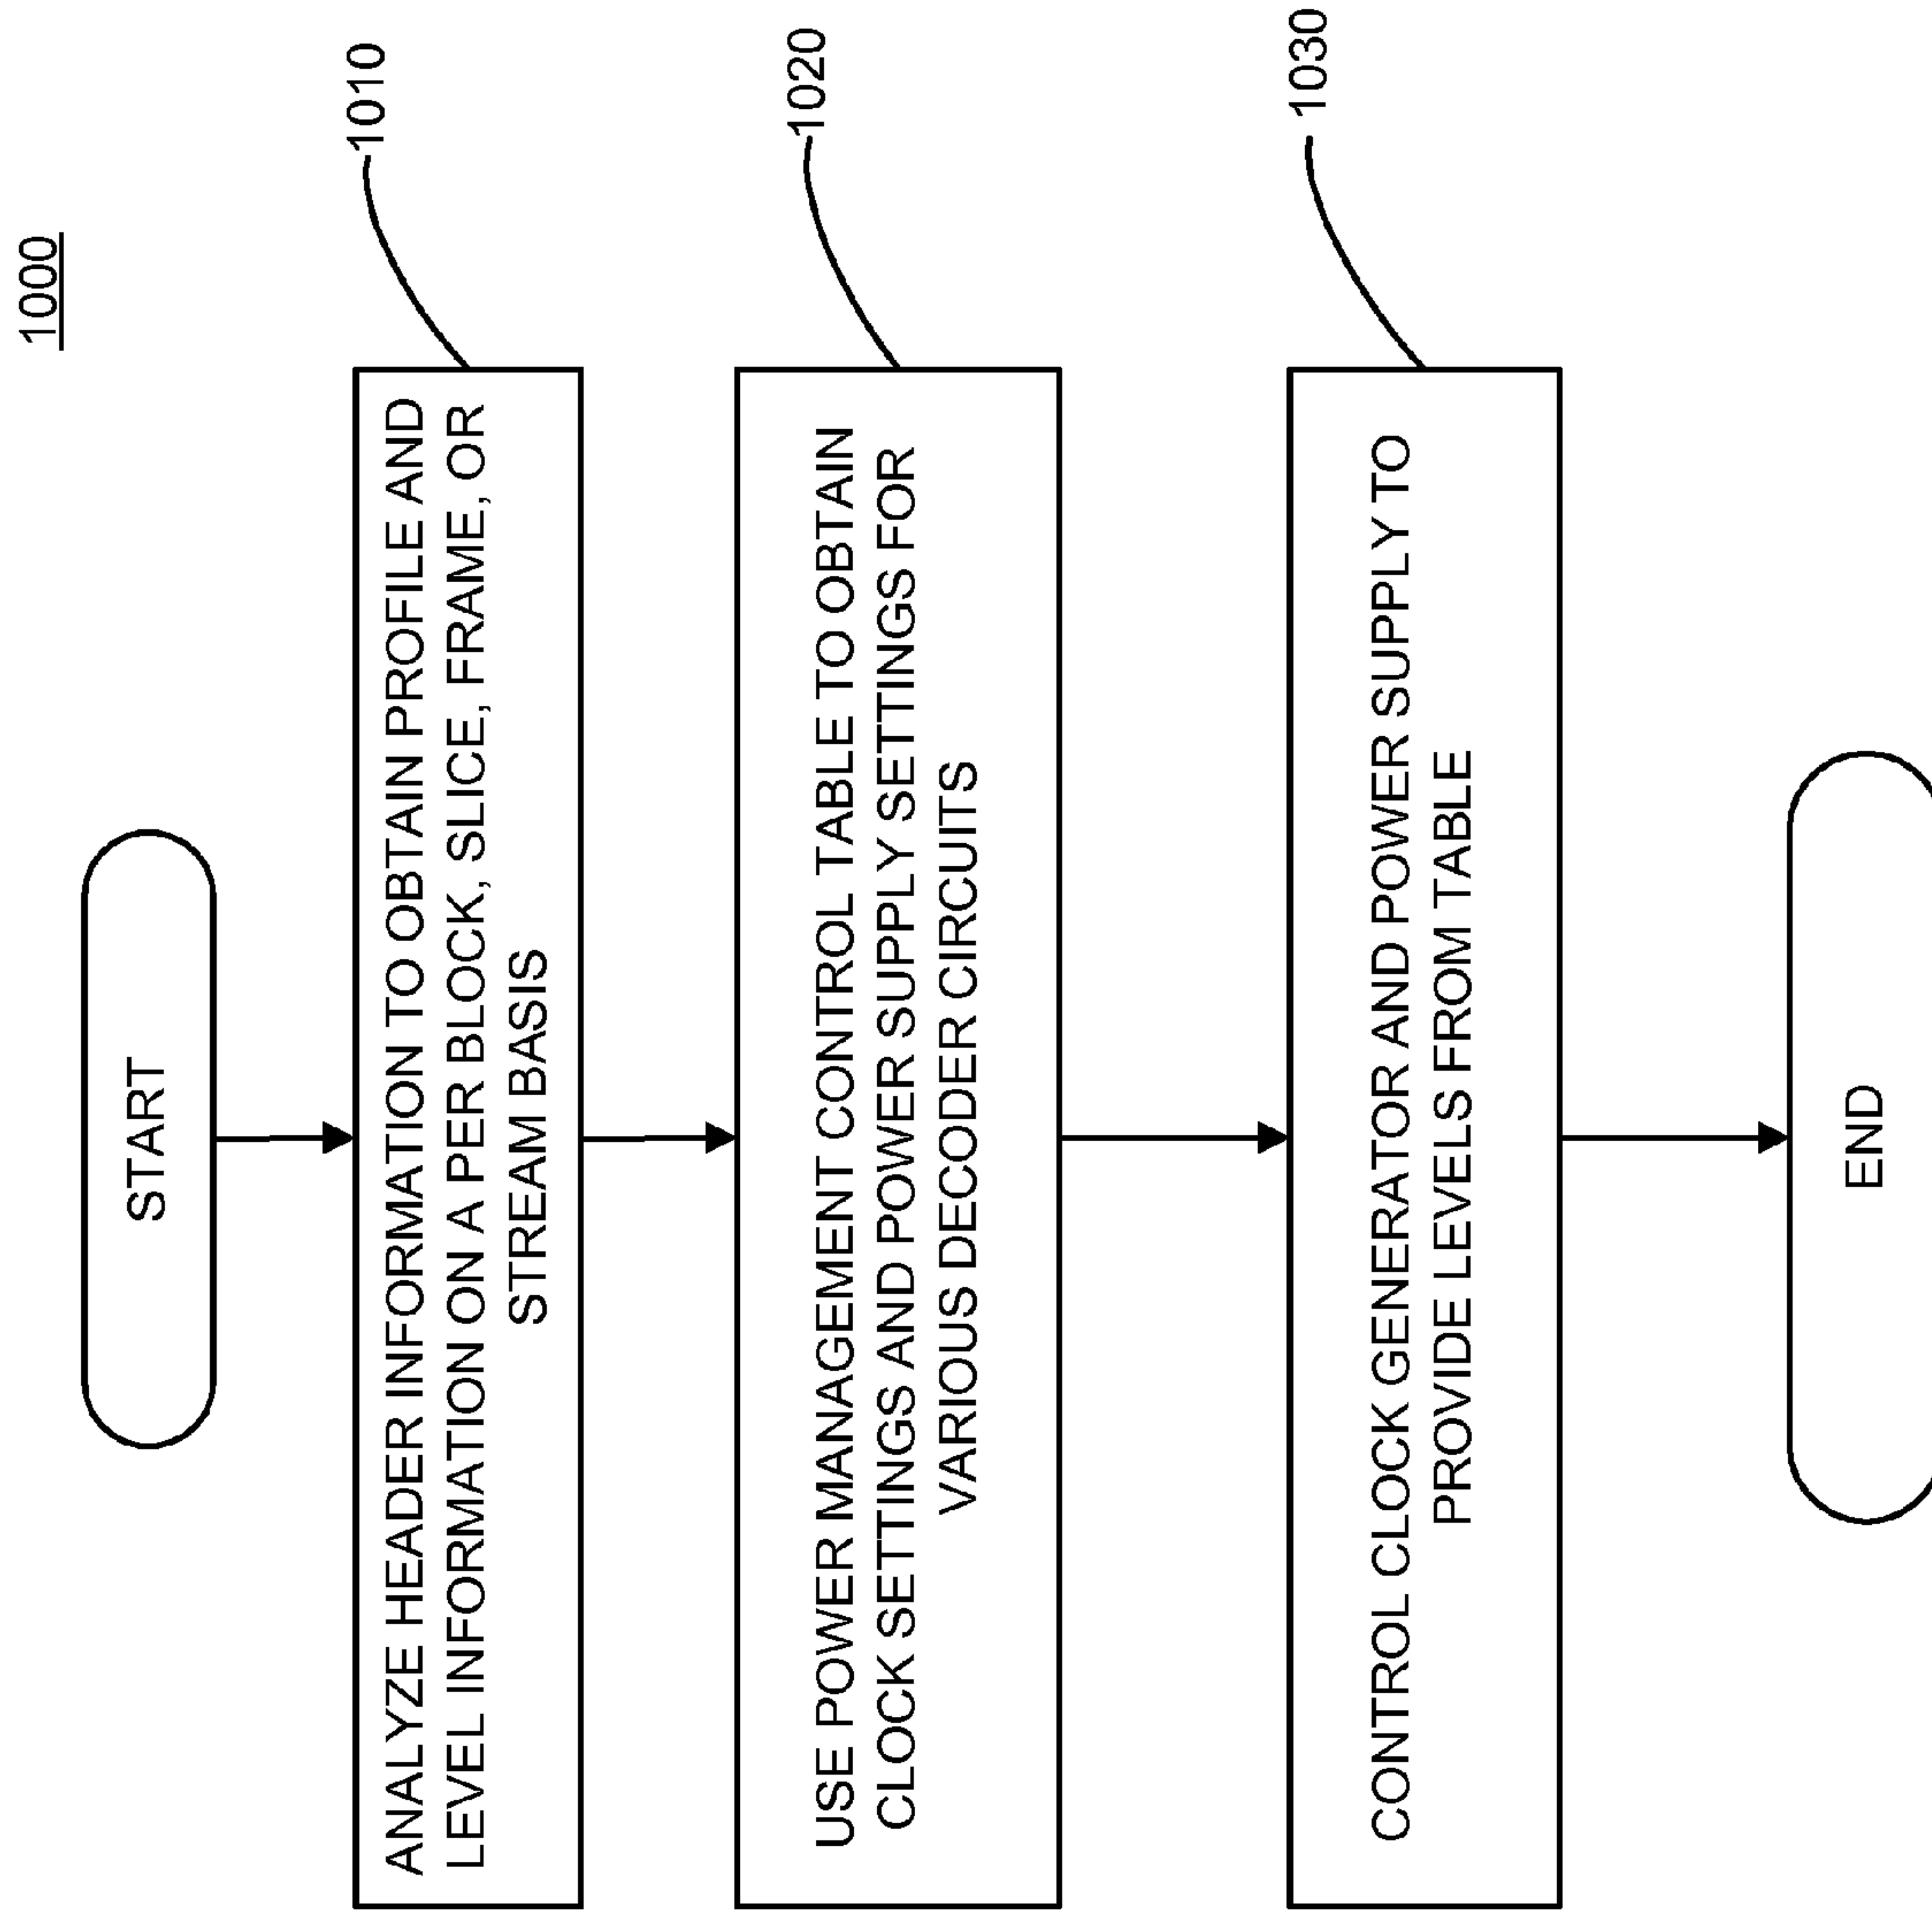 1000
START
ANALYZE HEADER INFORMATION TO OBTAIN PROFILE AND
LEVEL INFORMATION ON A PER BLOCK, SLICE, FRAME, OR
STREAM BASIS
1010
USE POWER MANAGEMENT CONTROL TABLE TO OBTAIN
CLOCK SETTINGS AND POWER SUPPLY SETTINGS FOR
VARIOUS DECODER CIRCUITS
1020
CONTROL CLOCK GENERATOR AND POWER SUPPLY TO
PROVIDE LEVELS FROM TABLE
1030
END